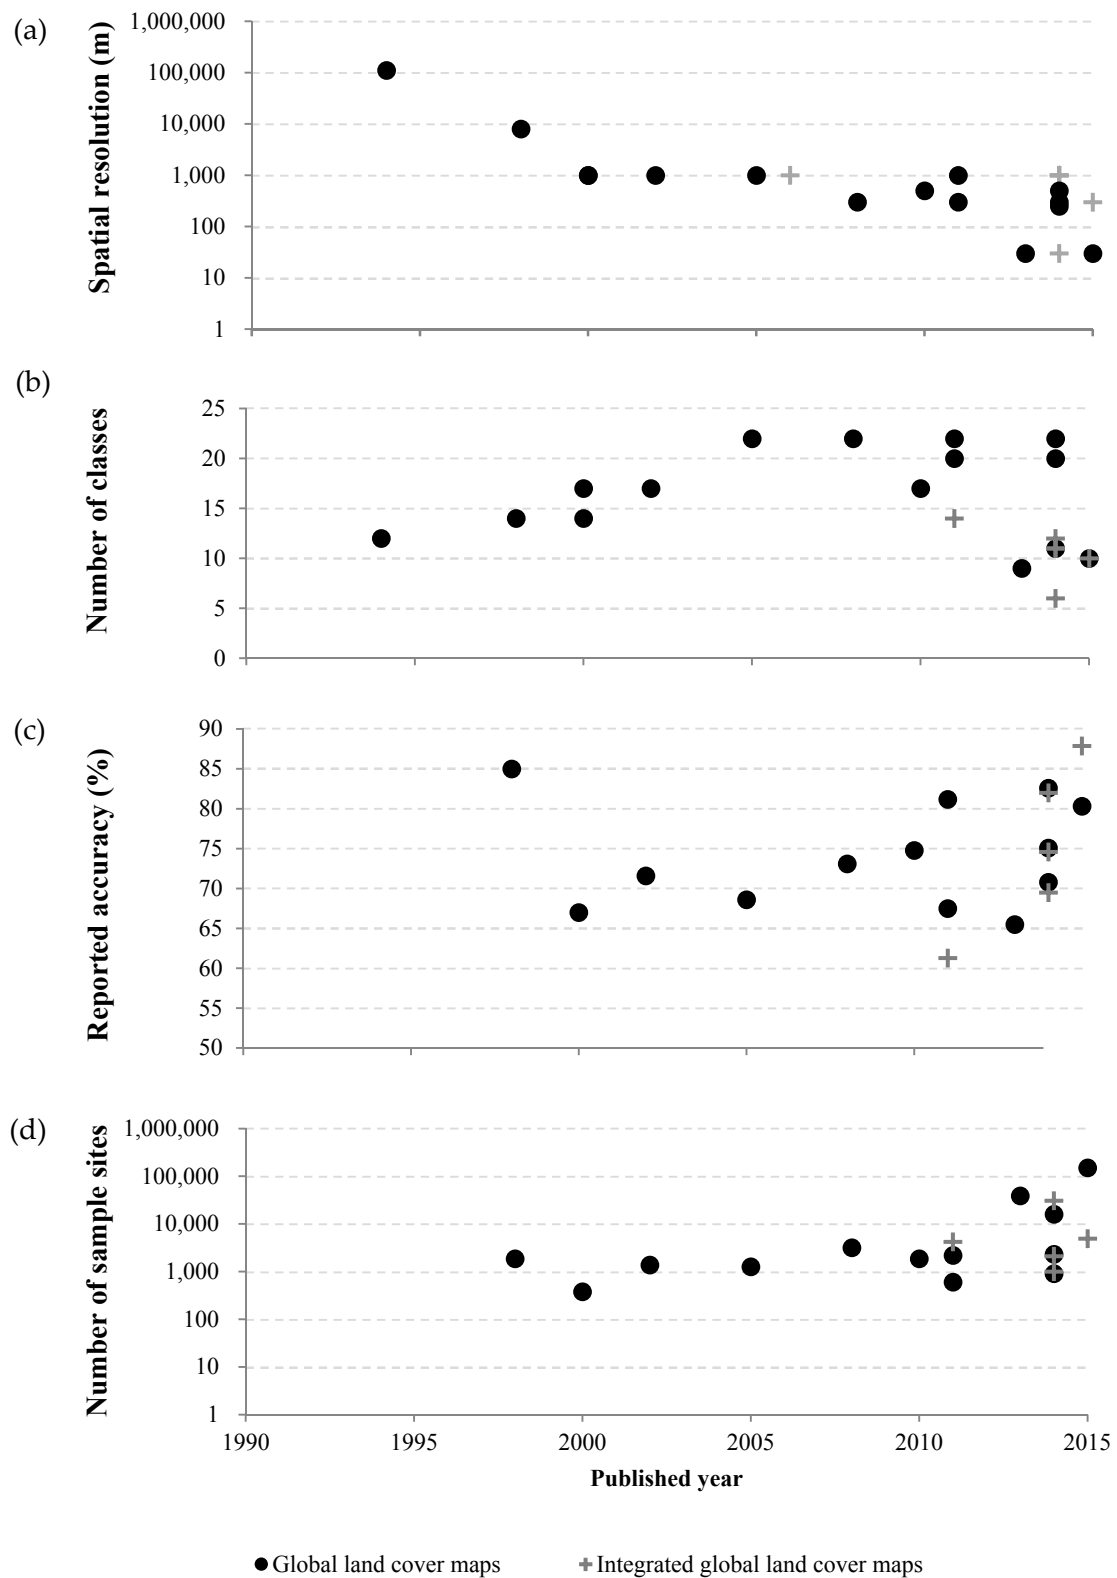 (a)
Spatial resolution (m)
1,000,000
100,000
10,000
1,000
100
10
1
(b)
Number of classes
25
20
15
10
5
0
(c)
Reported accuracy (%)
90
85
80
75
70
65
60
55
50
(d)
Number of sample sites
1,000,000
100,000
10,000
1,000
100
10
1
1990 1995 2000 2005 2010 2015
Published year
Global land cover maps Integrated global land cover maps